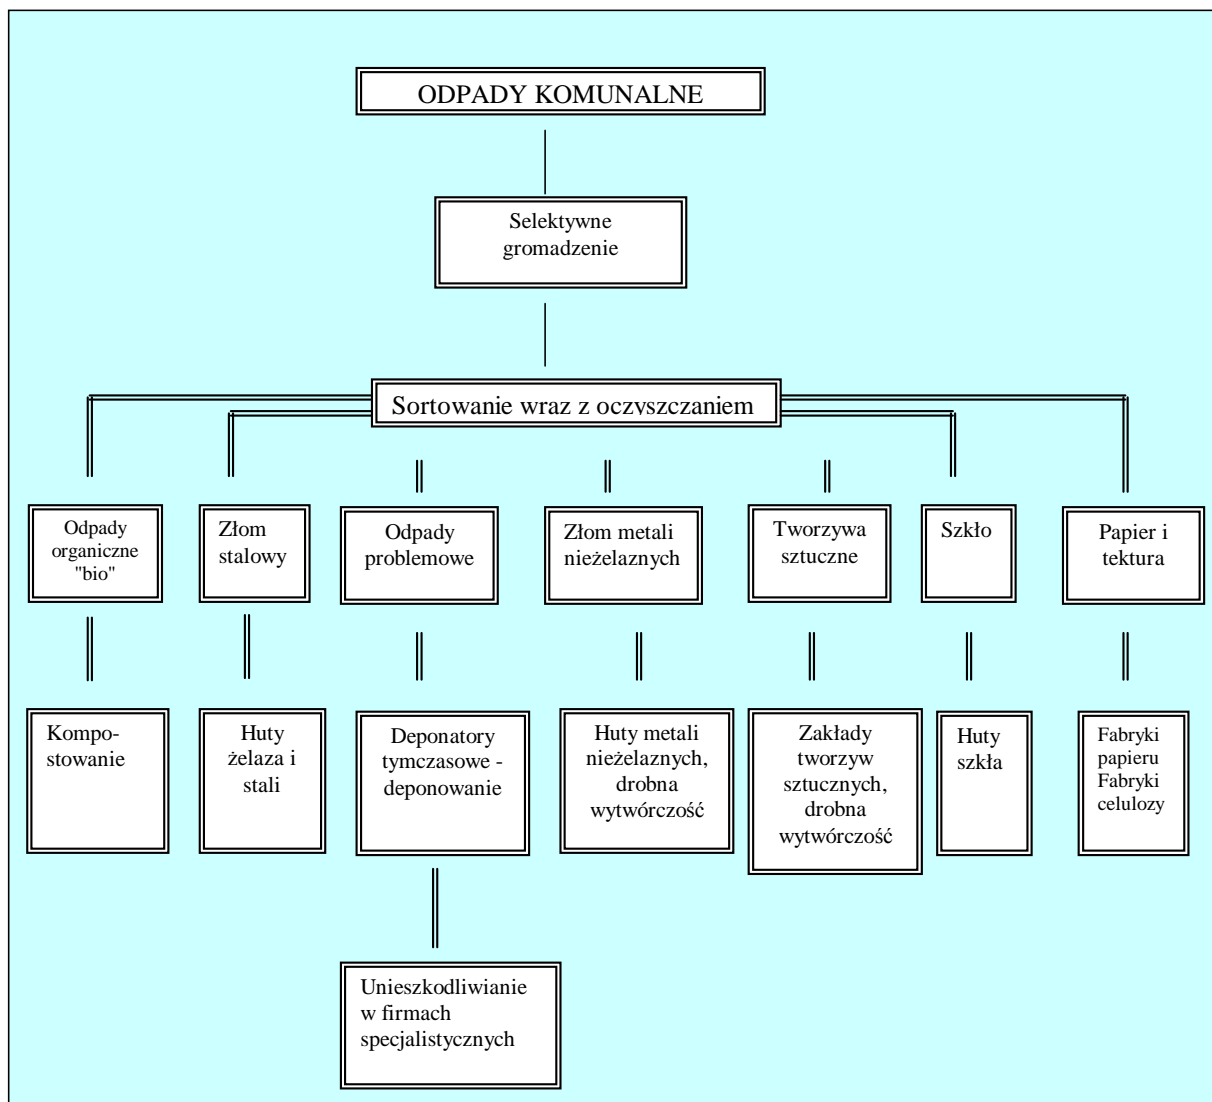 ODPADY KOMUNALNE
Selektywne
gromadzenie
Sortowanie wraz z oczyszczaniem
Odpady
organiczne
"bio"
Złom
stalowy
Odpady
problemowe
Złom metali
nieżelaznych
Tworzywa
sztuczne
Szkło
Papier i
tektura
Kompo-
stowanie
Huty
żelaza i
stali
Deponatory
tymczasowe -
deponowanie
Huty metali
nieżelaznych,
drobna
wytwórczość
Zakłady
tworzyw
sztucznych,
drobna
wytwórczość
Huty
szkła
Fabryki
papieru
Fabryki
celulozy
Unieszkodliwianie
w firmach
specjalistycznych